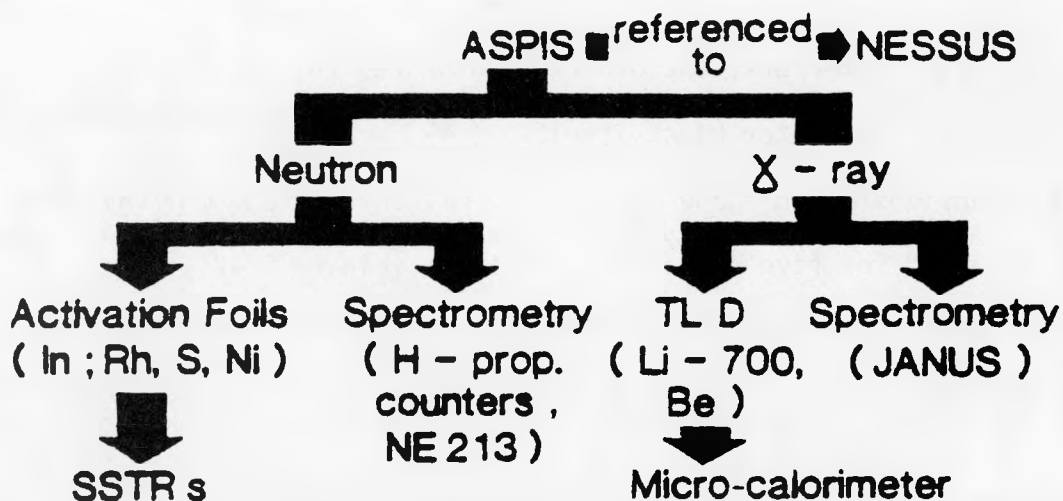 ASPIS referenced to NESSUS
Neutron
ɣ - ray
Activation Foils
( In ; Rh, S, Ni )
SSTRs
Spectrometry
( H - prop.
counters ,
NE 213 )
TL D
( Li - 700,
Be )
Micro-calorimeter
Spectrometry
( JANUS )